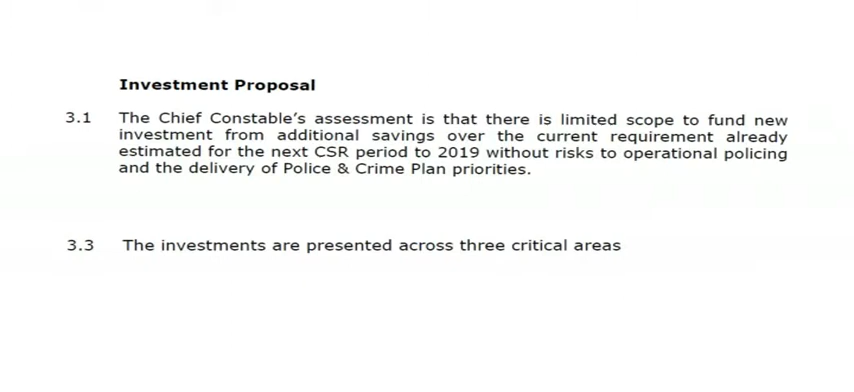 Investment Proposal
3.1 The Chief Constable's assessment is that there is limited scope to fund new
investment from additional savings over the current requirement already
estimated for the next CSR period to 2019 without risks to operational policing
and the delivery of Police & Crime Plan priorities.
3.3 The investments are presented across three critical areas